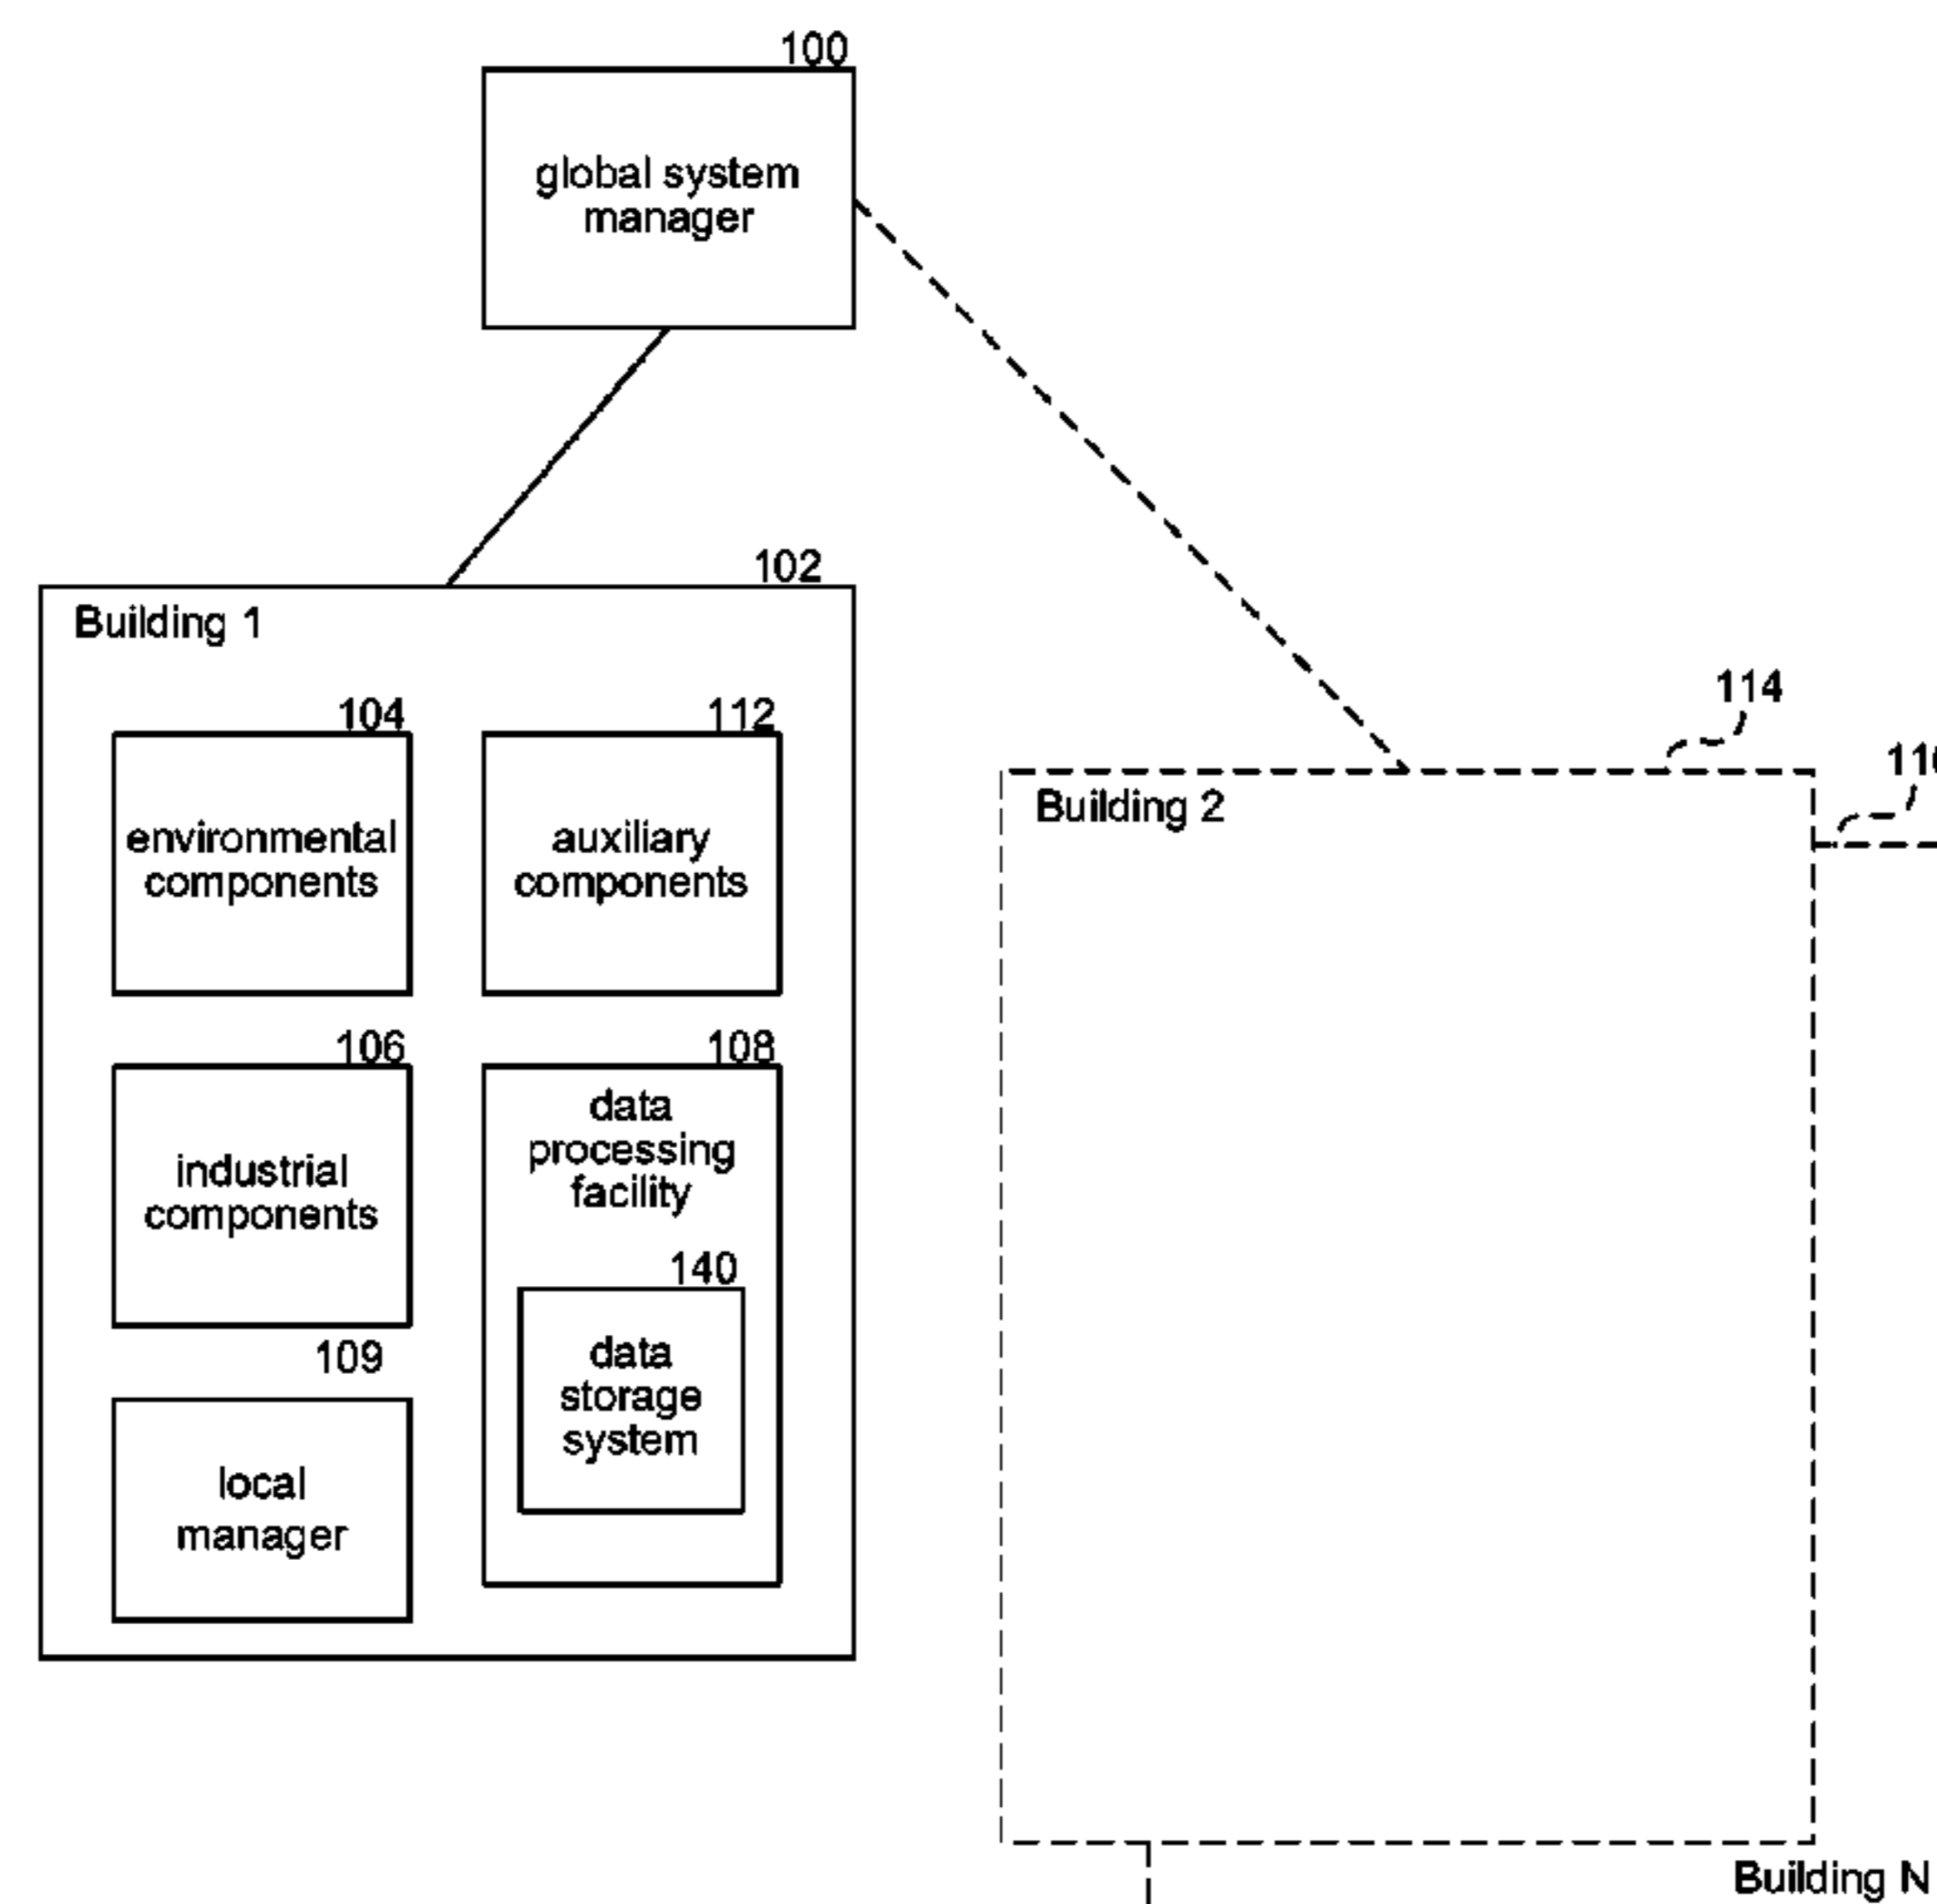 100
global system
manager
102
Building 1
104
environmental
components
112
auxiliary
components
106
industrial
components
108
data
processing
facility
140
data
storage
system
109
local
manager
114
Building 2
Building N